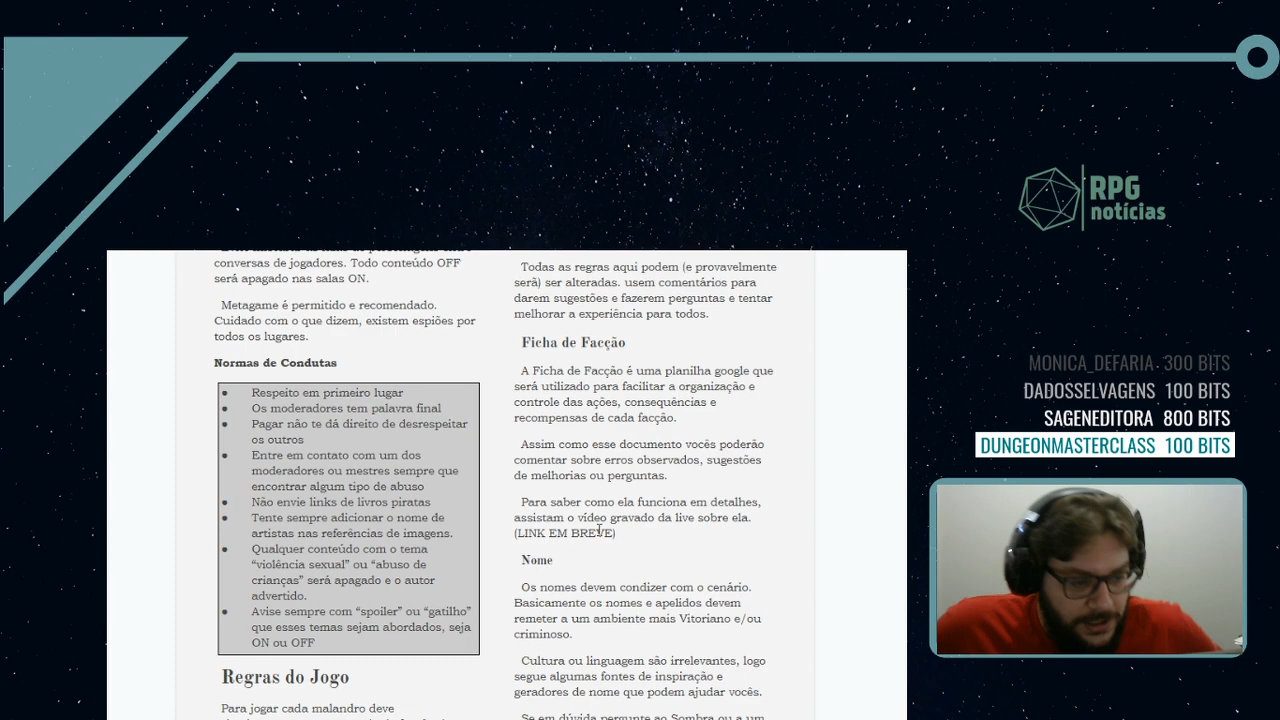 conversas de jogadores. Todo conteúdo OFF
será apagado nas salas ON.
Metagame é permitido e recomendado.
Cuidado com o que dizem, existem espiões por
todos os lugares.
Normas de Condutas
● Respeito em primeiro lugar
● Os moderadores tem palavra final
● Pagar não te dá direito de desrespeitar
os outros
● Entre em contato com um dos
moderadores ou mestres sempre que
encontrar algum tipo de abuso
● Não envie links de livros piratas
● Tente sempre adicionar o nome de
artistas nas referências de imagens.
● Qualquer conteúdo com o tema
“violência sexual” ou “abuso de
crianças” será apagado e o autor
advertido.
● Avise sempre com “spoiler” ou “gatilho”
que esses temas sejam abordados, seja
ON ou OFF
Regras do Jogo
Para jogar cada malandro deve
Todas as regras aqui podem (e provavelmente
será) ser alteradas. usem comentários para
darem sugestões e fazerem perguntas e tentar
melhorar a experiência para todos.
Ficha de Facção
A Ficha de Facção é uma planilha google que
será utilizado para facilitar a organização e
controle das ações, consequências e
recompensas de cada facção.
Assim como esse documento vocês poderão
comentar sobre erros observados, sugestões
de melhorias ou perguntas.
Para saber como ela funciona em detalhes,
assistam o vídeo gravado da live sobre ela.
(LINK EM BREVE)
Nome
Os nomes devem condizer com o cenário.
Basicamente os nomes e apelidos devem
remeter a um ambiente mais Vitoriano e/ou
criminoso.
Cultura ou linguagem são irrelevantes, logo
segue algumas fontes de inspiração e
geradores de nome que podem ajudar vocês.
Se em dúvida pergunte ao Sombra ou a um
RPG
notícias
MONICA_DEFARIA 300 BITS
DADOSSELVAGENS 100 BITS
SAGENEDITORA 800 BITS
DUNGEONMASTERCLASS 100 BITS